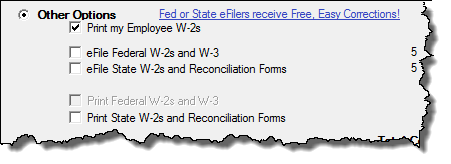 Other Options Fed or State eFilers receive Free, Easy Corrections!
Print my Employee W-2s
eFile Federal W-2s and W-3 5
eFile State W-2s and Reconciliation Forms 5
Print Federal W-2s and W-3
Print State W-2s and Reconciliation Forms